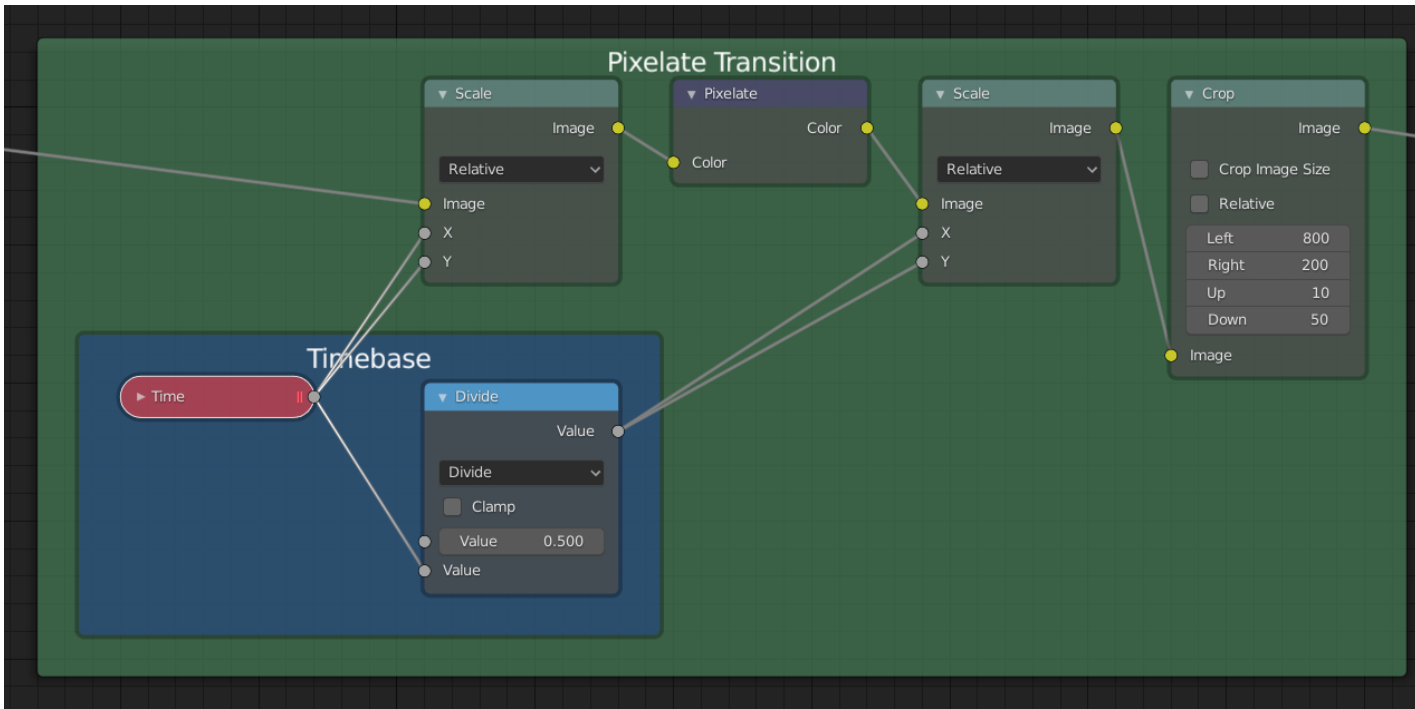 Pixelate Transition
Scale
Image
Relative
Image
X
Y
Pixelate
Color
Color
Scale
Image
Relative
Image
X
Y
Crop
Image
Crop Image Size
Relative
Left 800
Right 200
Up 10
Down 50
Image
Timebase
Time
Divide
Value
Divide
Clamp
Value 0.500
Value